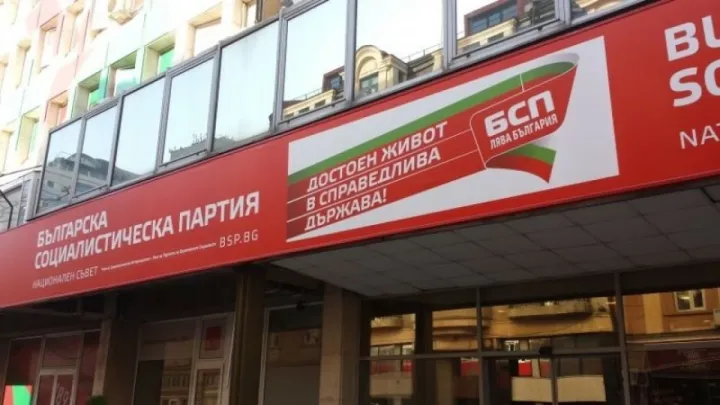 БЪЛГАРСКА
СОЦИАЛИСТИЧЕСКА ПАРТИЯ
НАЦИОНАЛЕН СЪВЕТ
BSP.BG
ДОСТОЕН ЖИВОТ
В СПРАВЕДЛИВА
ДЪРЖАВА!
БСП
ЛЯВА БЪЛГАРИЯ
BU
SO
NAT